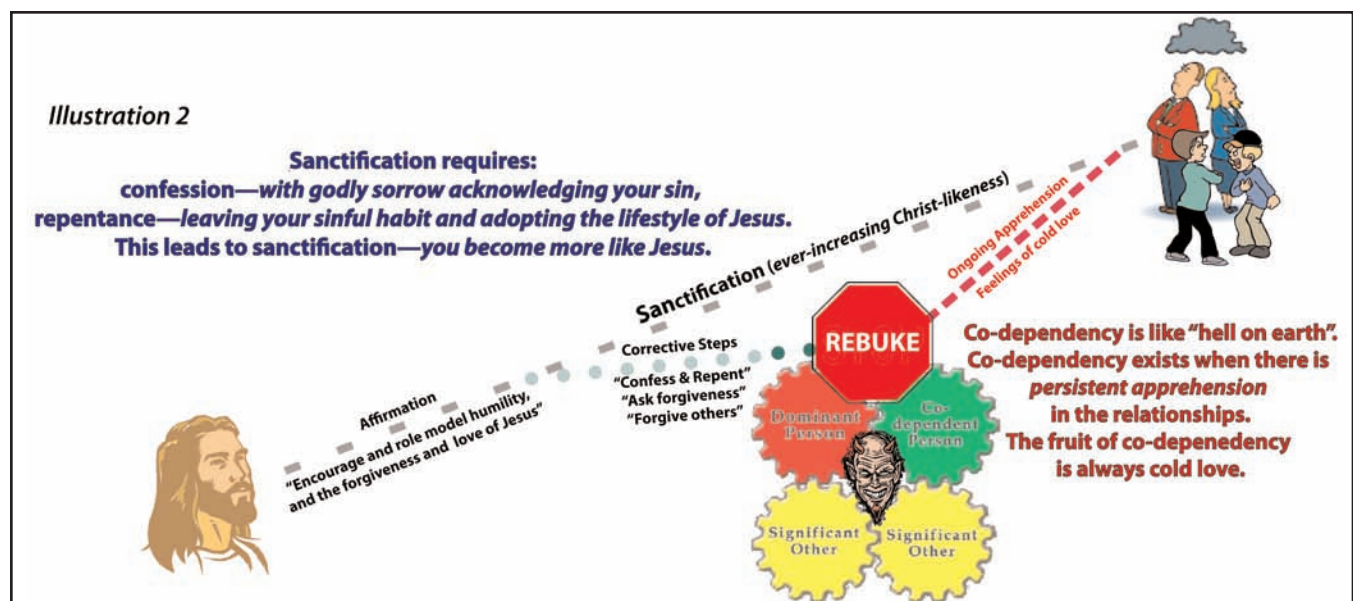 Illustration 2
Sanctification requires:
confession—with godly sorrow acknowledging your sin,
repentance—leaving your sinful habit and adopting the lifestyle of Jesus.
This leads to sanctification—you become more like Jesus.
Sanctification (ever-increasing Christ-likeness)
Ongoing Apprehension
Feelings of cold love
REBUKE
Corrective Steps
"Confess & Repent"
"Ask forgiveness"
"Forgive others"
Affirmation
"Encourage and role model humility,
and the forgiveness and love of Jesus"
Dominant
Person
Co-
dependent
Person
Significant
Other
Significant
Other
Co-dependency is like "hell on earth".
Co-dependency exists when there is
persistent apprehension
in the relationships.
The fruit of co-depenedency
is always cold love.